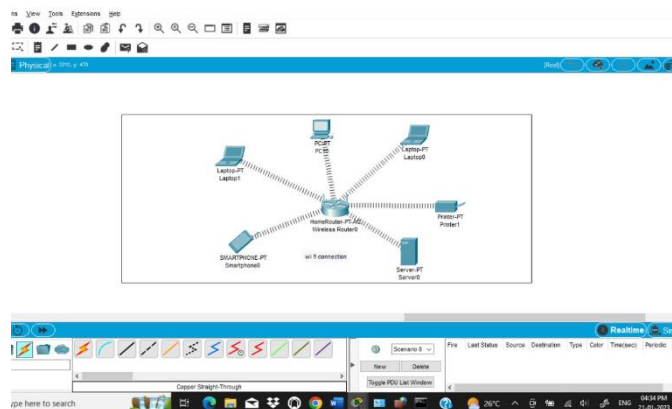 View Tools Extensions Help
Physical
[Root]
PC-PT
Laptop-PT
Laptop0
Laptop-PT
Laptop1
HomeRouter-PT-AC
Wireless Router0
Printer-PT
Printer1
SMARTPHONE-PT
Smartphone0
wi fi connection
Server-PT
Server0
Realtime
Scenario 0
New
Delete
Toggle PDU List Window
Fire
Last Status
Source
Destination
Type
Color
Time(sec)
Periodic
Copper Straight-Through
ype here to search
26°C
ENG
04:34 PM
21-01-2023